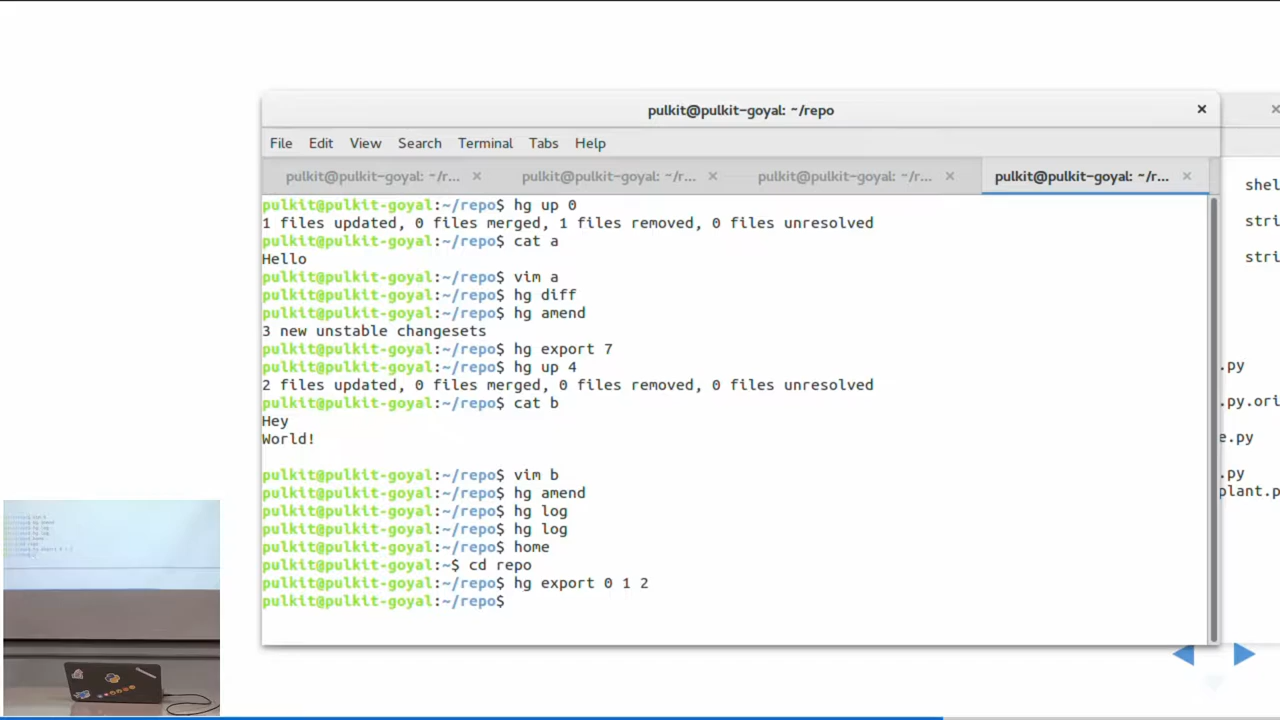 pulkit@pulkit-goyal: ~/repo
File Edit View Search Terminal Tabs Help
pulkit@pulkit-goyal: ~/r... pulkit@pulkit-goyal: ~/r... pulkit@pulkit-goyal: ~/r... pulkit@pulkit-goyal: ~/r...
pulkit@pulkit-goyal:~/repo$ hg up 0
1 files updated, 0 files merged, 1 files removed, 0 files unresolved
pulkit@pulkit-goyal:~/repo$ cat a
Hello
pulkit@pulkit-goyal:~/repo$ vim a
pulkit@pulkit-goyal:~/repo$ hg diff
pulkit@pulkit-goyal:~/repo$ hg amend
3 new unstable changesets
pulkit@pulkit-goyal:~/repo$ hg export 7
pulkit@pulkit-goyal:~/repo$ hg up 4
2 files updated, 0 files merged, 0 files removed, 0 files unresolved
pulkit@pulkit-goyal:~/repo$ cat b
Hey
World!
pulkit@pulkit-goyal:~/repo$ vim b
pulkit@pulkit-goyal:~/repo$ hg amend
pulkit@pulkit-goyal:~/repo$ hg log
pulkit@pulkit-goyal:~/repo$ hg log
pulkit@pulkit-goyal:~/repo$ home
pulkit@pulkit-goyal:~$ cd repo
pulkit@pulkit-goyal:~/repo$ hg export 0 1 2
pulkit@pulkit-goyal:~/repo$
shel
stri
stri
.py
.py.ori
e.py
.py
plant.p